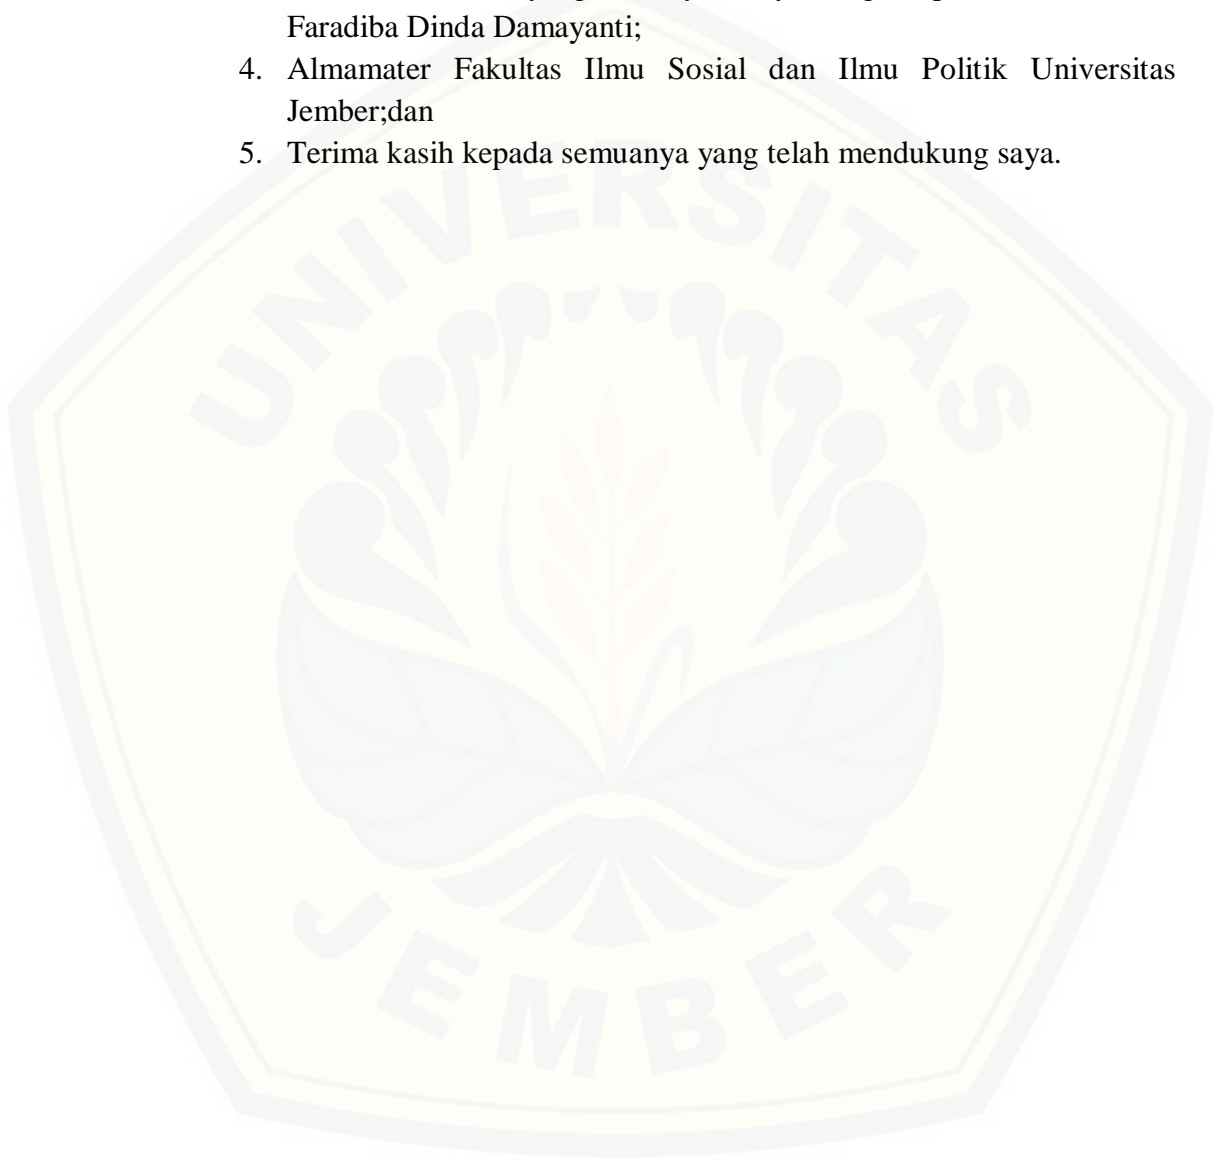 Faradiba Dinda Damayanti;
4. Almamater Fakultas Ilmu Sosial dan Ilmu Politik Universitas
Jember;dan
5. Terima kasih kepada semuanya yang telah mendukung saya.
UNIVERSITAS
JEMBER